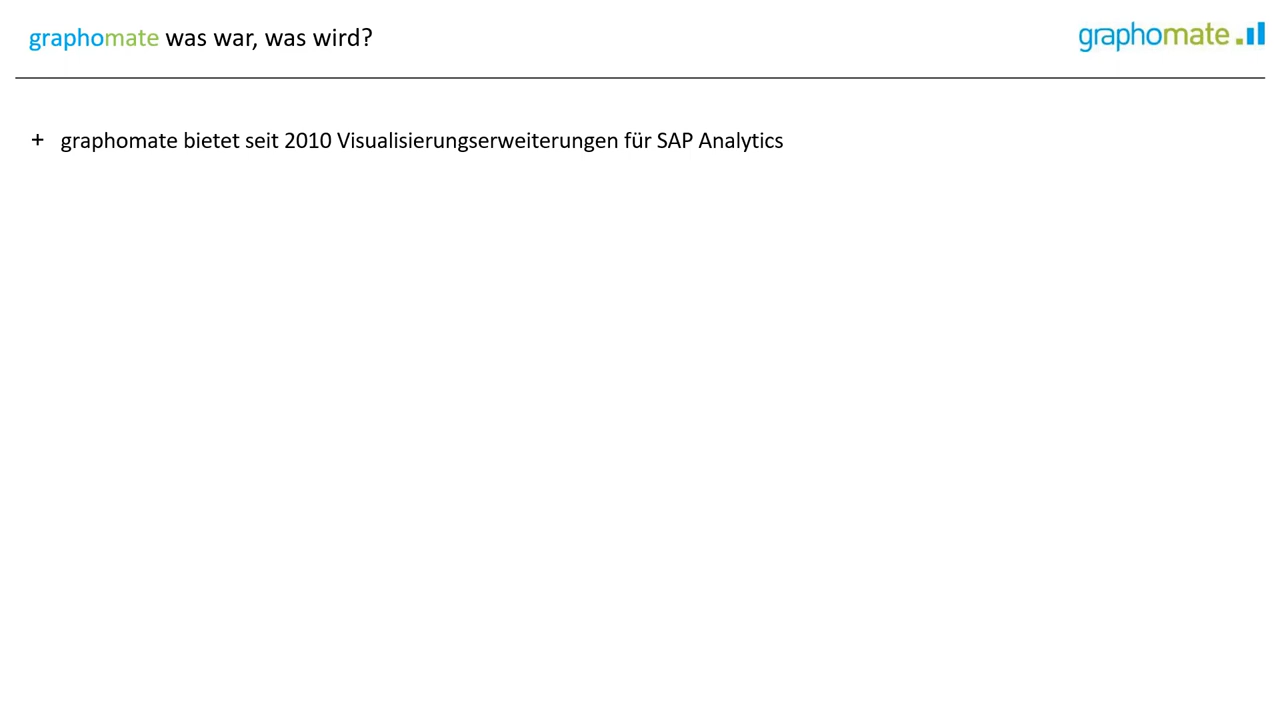 graphomate was war, was wird?
graphomate
+ graphomate bietet seit 2010 Visualisierungserweiterungen für SAP Analytics